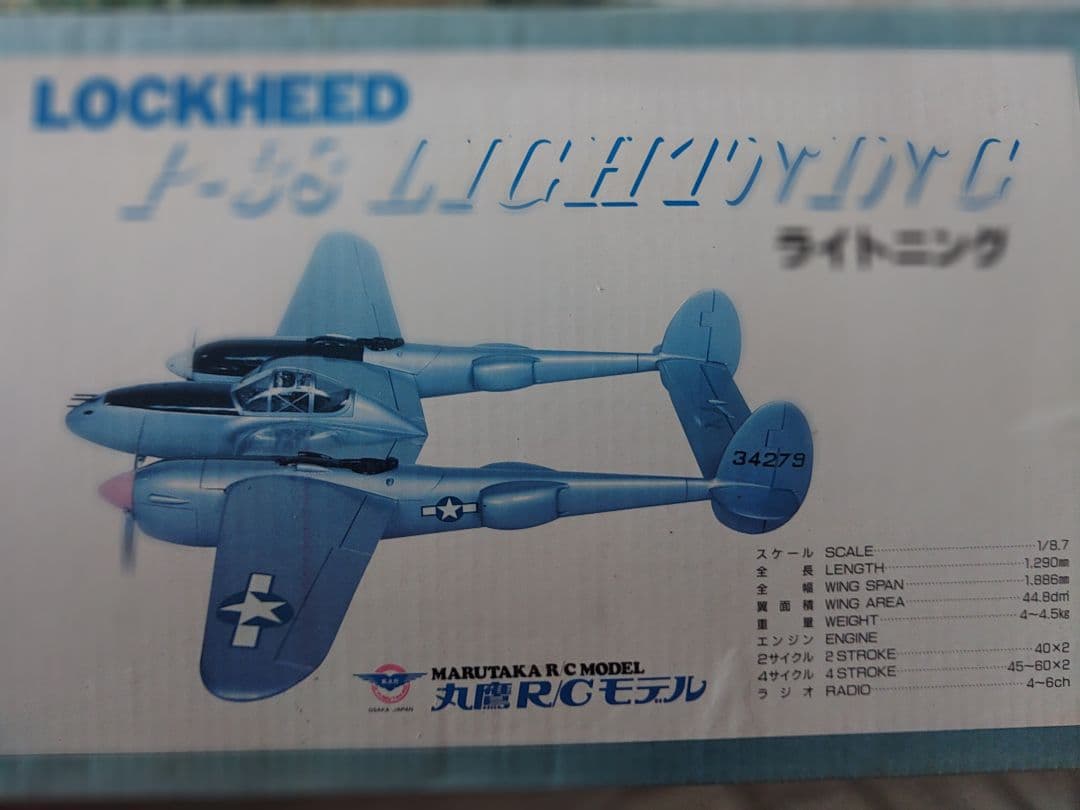 LOCKHEED
P-38 LIGHTNING
ライトニング
34279
スケール SCALE 1/8.7
全長 LENGTH 1,290㎜
全幅 WING SPAN 1,886㎜
翼面積 WING AREA 44.8d㎡
重量 WEIGHT 4~4.5㎏
エンジン ENGINE
2サイクル 2 STROKE 40×2
4サイクル 4 STROKE 45~60×2
ラジオ RADIO 4~6ch
MARUTAKA R/C MODEL
丸鷹 R/C モデル
OSAKA JAPAN